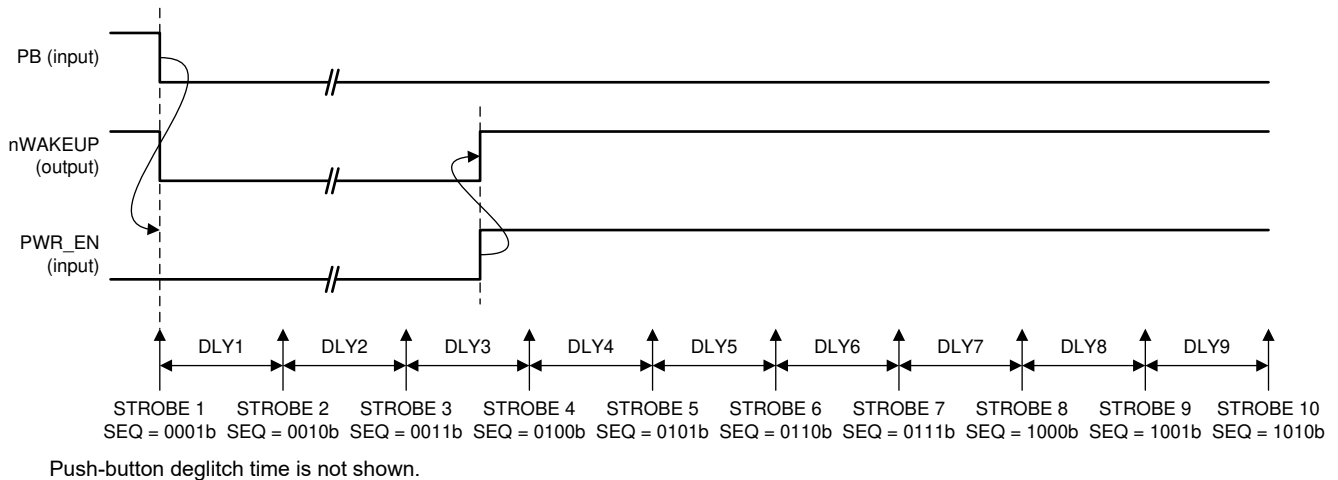 PB (input)
nWAKEUP
(output)
PWR_EN
(input)
DLY1 DLY2 DLY3 DLY4 DLY5 DLY6 DLY7 DLY8 DLY9
STROBE 1 STROBE 2 STROBE 3 STROBE 4 STROBE 5 STROBE 6 STROBE 7 STROBE 8 STROBE 9 STROBE 10
SEQ = 0001b SEQ = 0010b SEQ = 0011b SEQ = 0100b SEQ = 0101b SEQ = 0110b SEQ = 0111b SEQ = 1000b SEQ = 1001b SEQ = 1010b
Push-button deglitch time is not shown.